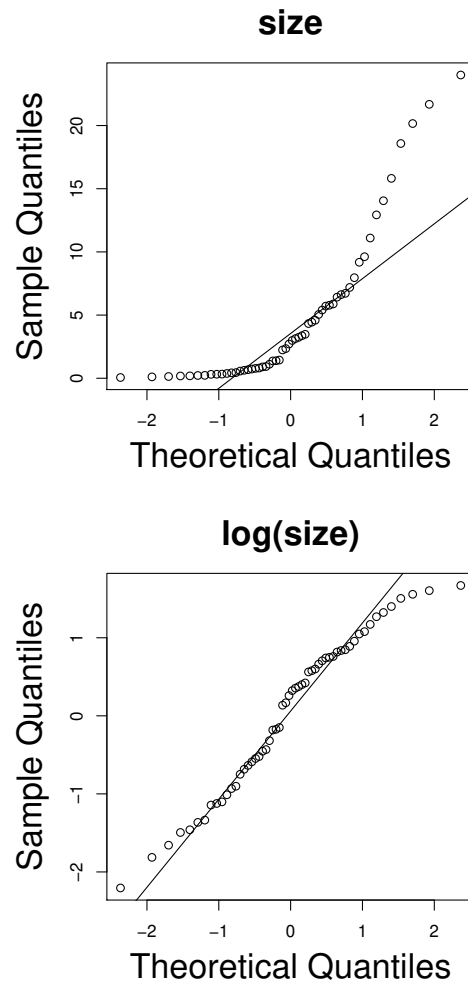 size
20
15
10
5
0
Sample Quantiles
−2 −1 0 1 2
Theoretical Quantiles
log(size)
1
0
−1
−2
Sample Quantiles
−2 −1 0 1 2
Theoretical Quantiles